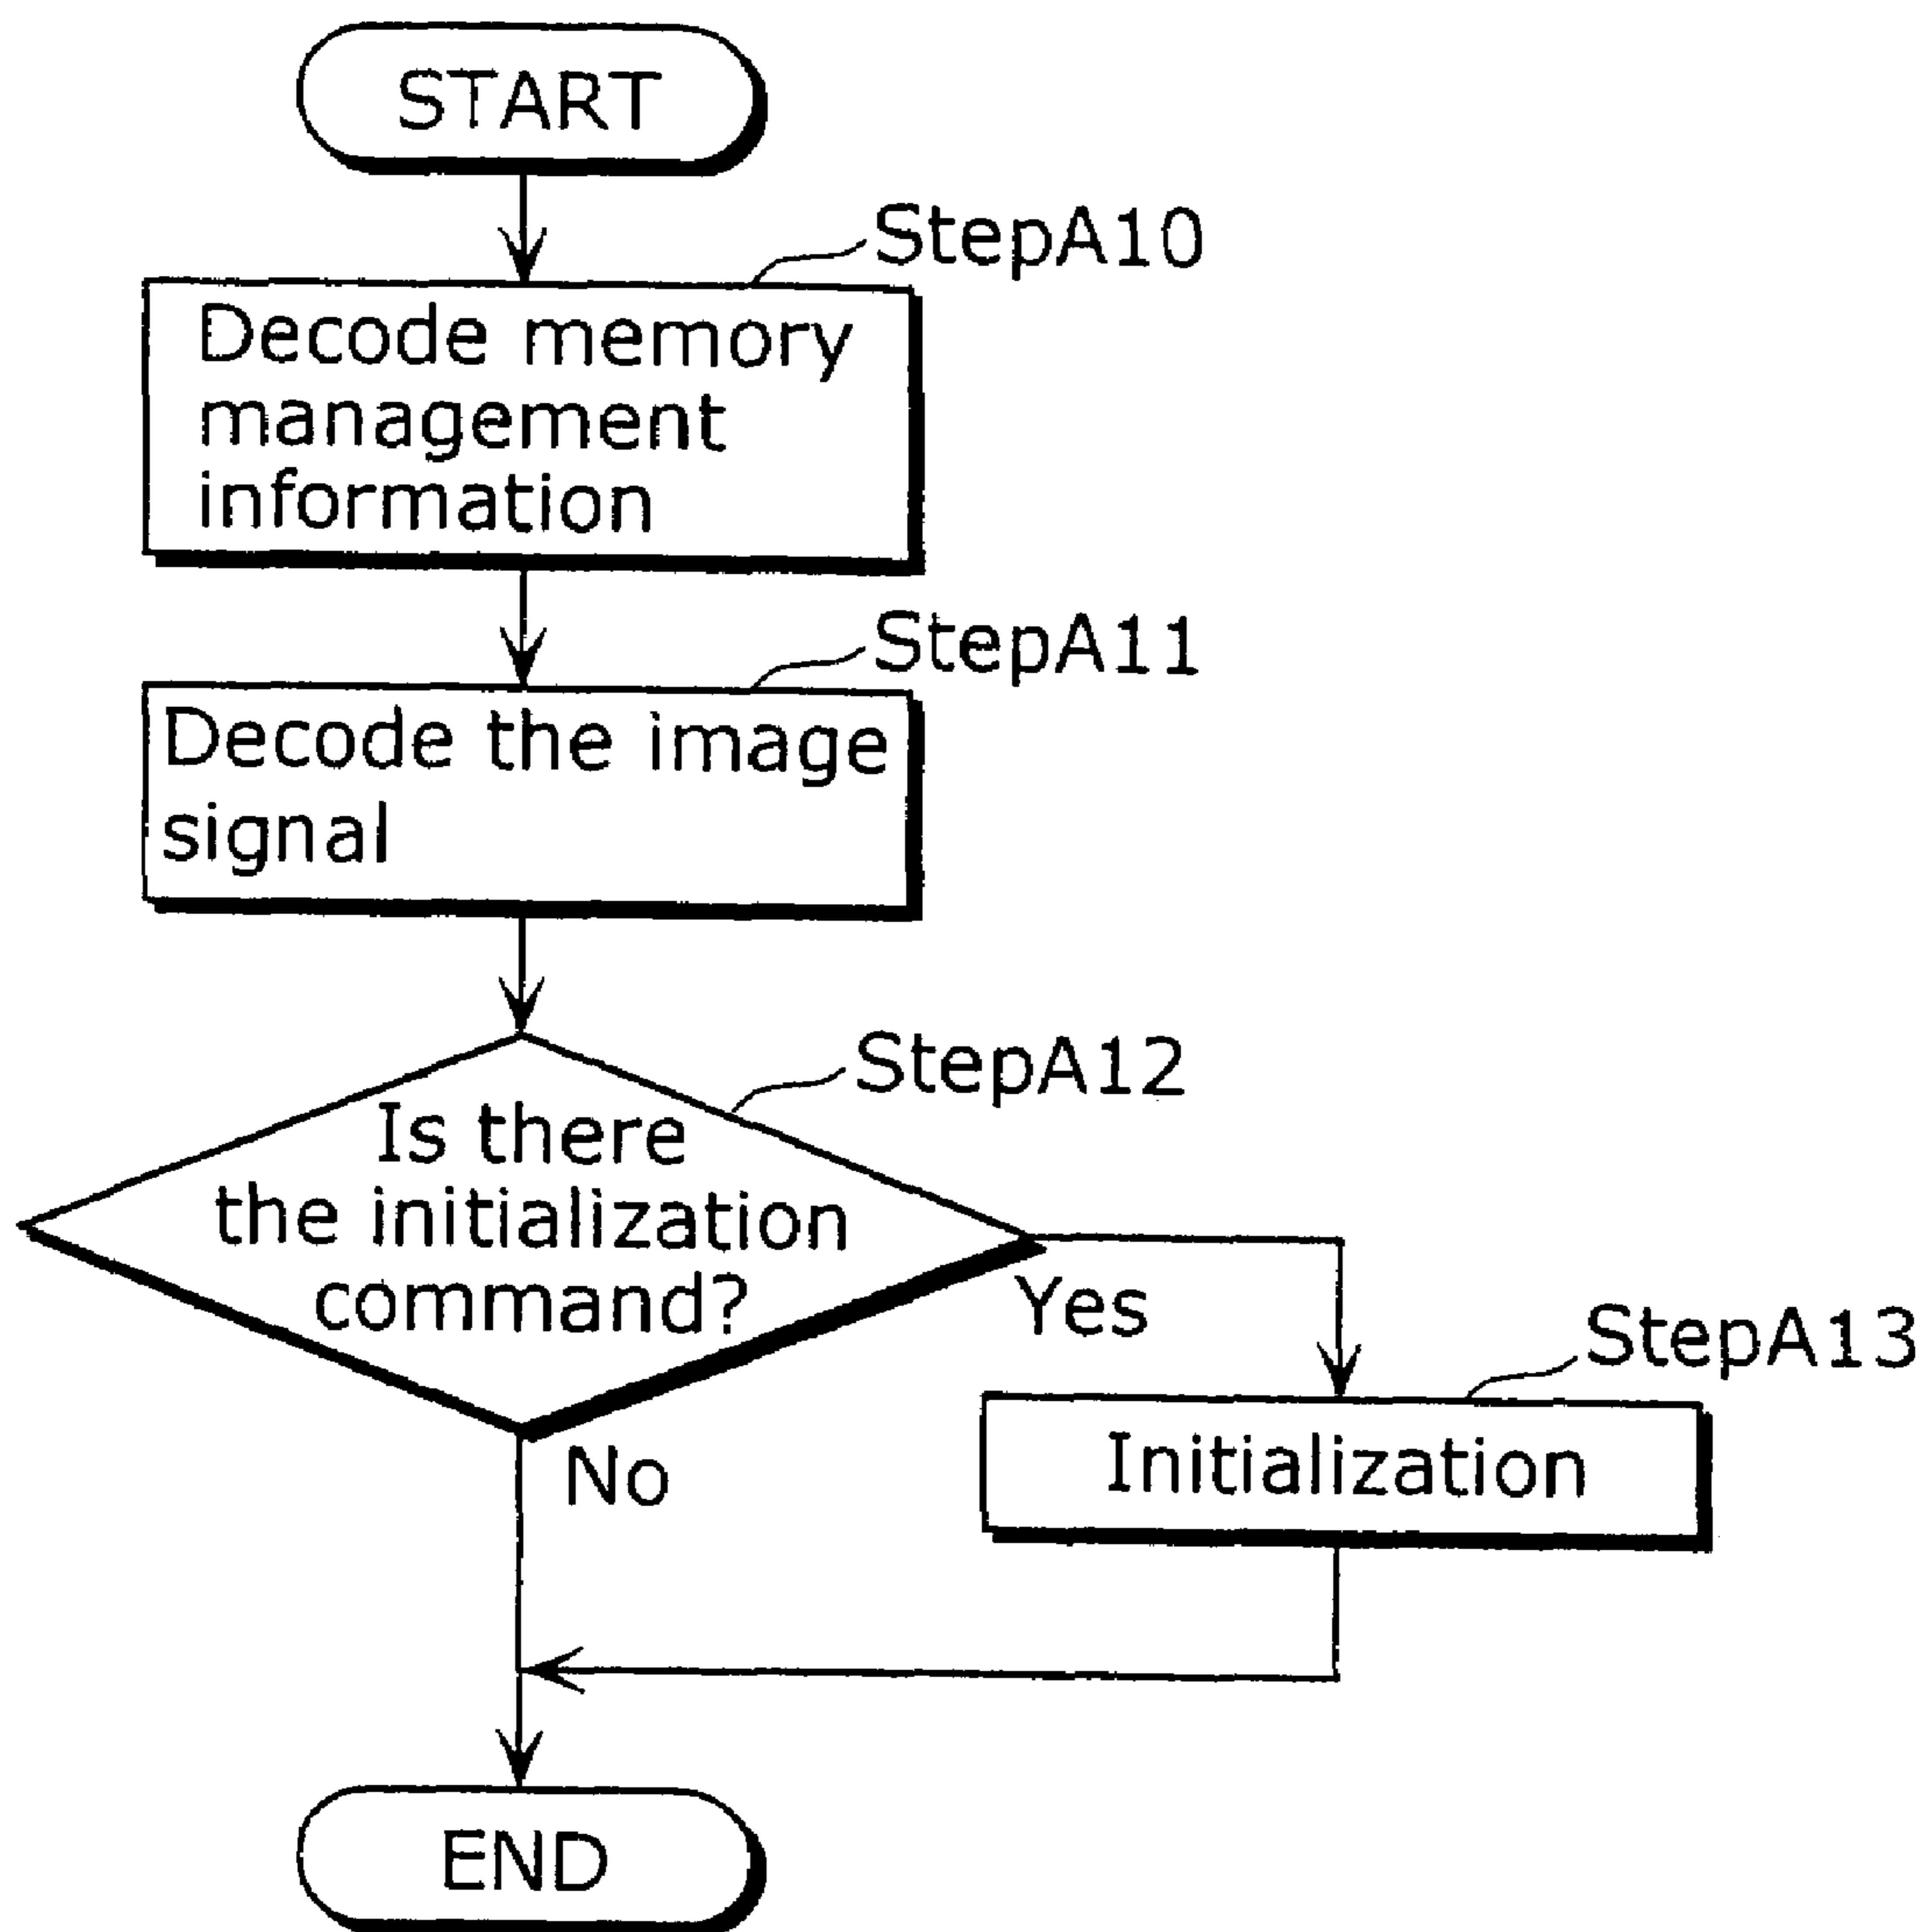 START
StepA10
Decode memory
management
information
StepA11
Decode the image
signal
StepA12
Is there
the initialization
command?
Yes
StepA13
Initialization
No
END